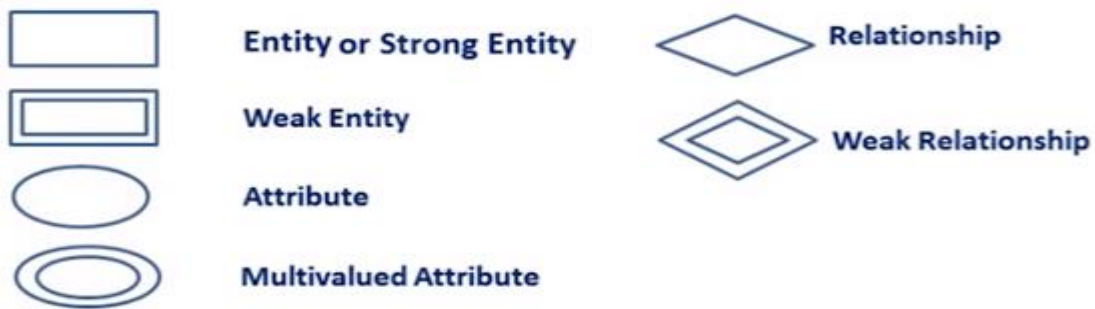 Entity or Strong Entity
Relationship
Weak Entity
Weak Relationship
Attribute
Multivalued Attribute